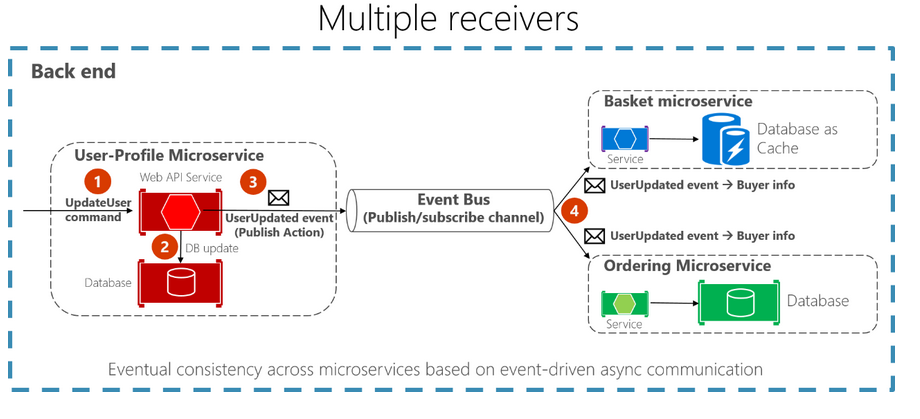 Multiple receivers
Back end
User-Profile Microservice
Web API Service
1
3
UpdateUser
command
UserUpdated event
(Publish Action)
2
DB update
Database
Event Bus
(Publish/subscribe channel)
4
Basket microservice
Service
Database as
Cache
UserUpdated event → Buyer info
UserUpdated event → Buyer info
Ordering Microservice
Service
Database
Eventual consistency across microservices based on event-driven async communication